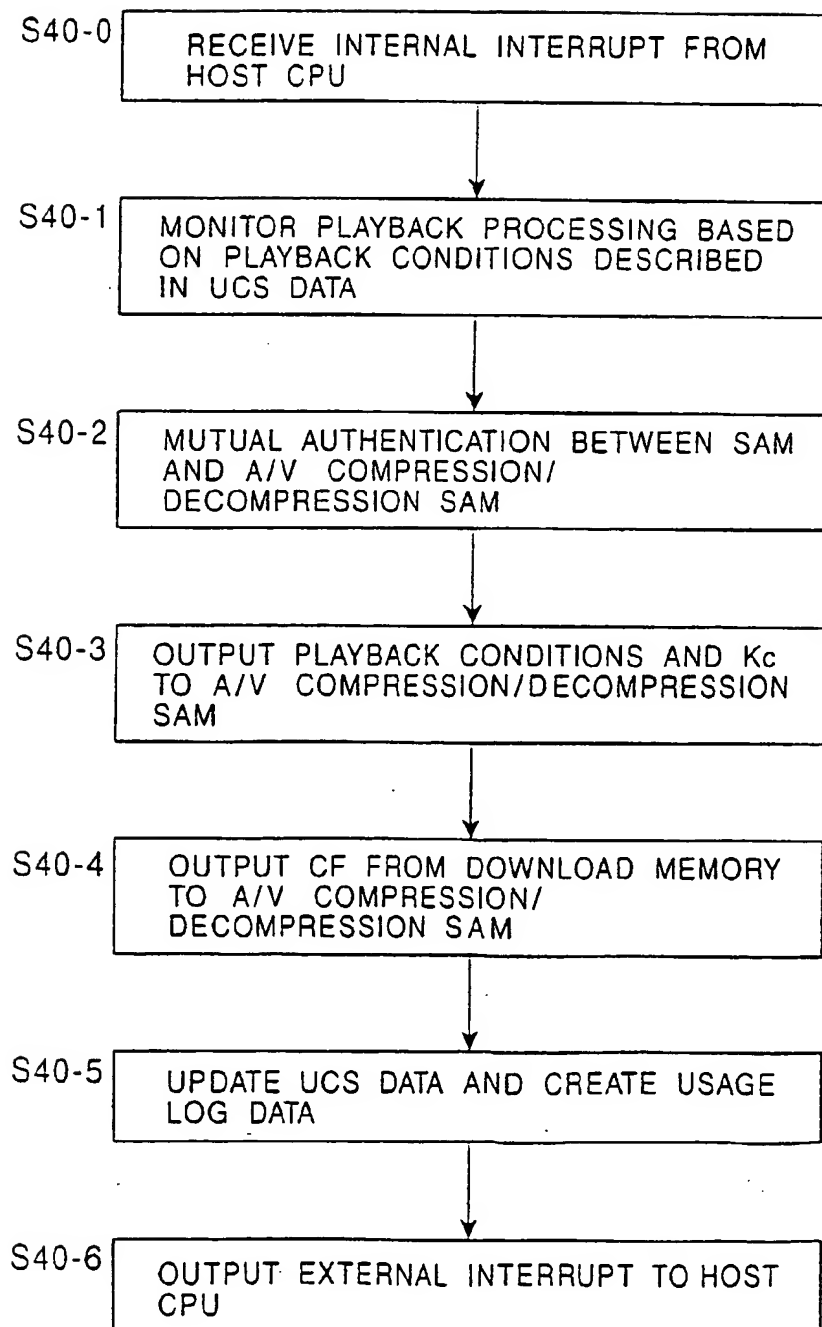 S40-0
RECEIVE INTERNAL INTERRUPT FROM
HOST CPU
S40-1
MONITOR PLAYBACK PROCESSING BASED
ON PLAYBACK CONDITIONS DESCRIBED
IN UCS DATA
S40-2
MUTUAL AUTHENTICATION BETWEEN SAM
AND A/V COMPRESSION/
DECOMPRESSION SAM
S40-3
OUTPUT PLAYBACK CONDITIONS AND Kc
TO A/V COMPRESSION/DECOMPRESSION
SAM
S40-4
OUTPUT CF FROM DOWNLOAD MEMORY
TO A/V COMPRESSION/
DECOMPRESSION SAM
S40-5
UPDATE UCS DATA AND CREATE USAGE
LOG DATA
S40-6
OUTPUT EXTERNAL INTERRUPT TO HOST
CPU